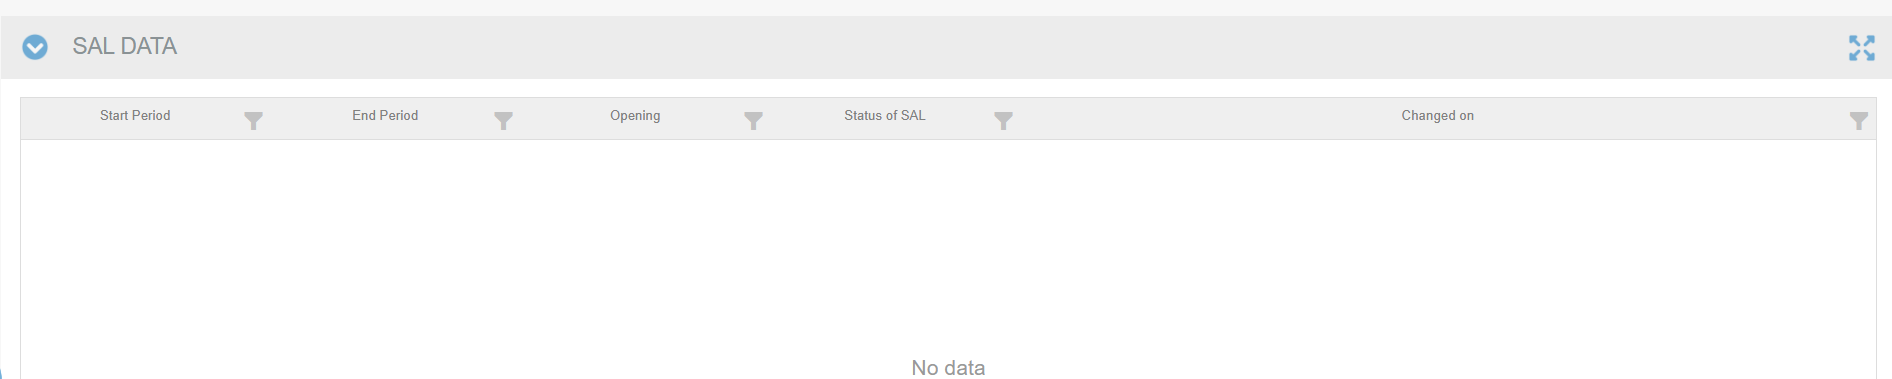 SAL DATA
Start Period End Period Opening Status of SAL Changed on
No data